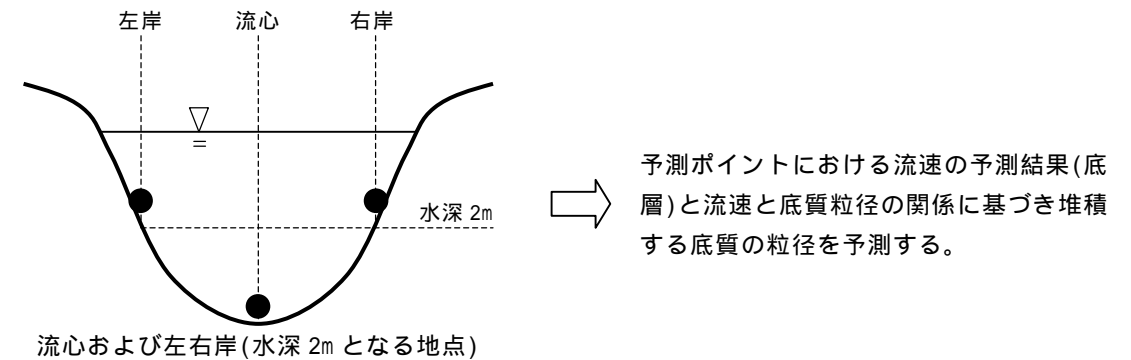 左岸 流心 右岸
水深 2m
予測ポイントにおける流速の予測結果(底
層)と流速と底質粒径の関係に基づき堆積
する底質の粒径を予測する。
流心および左右岸(水深 2m となる地点)